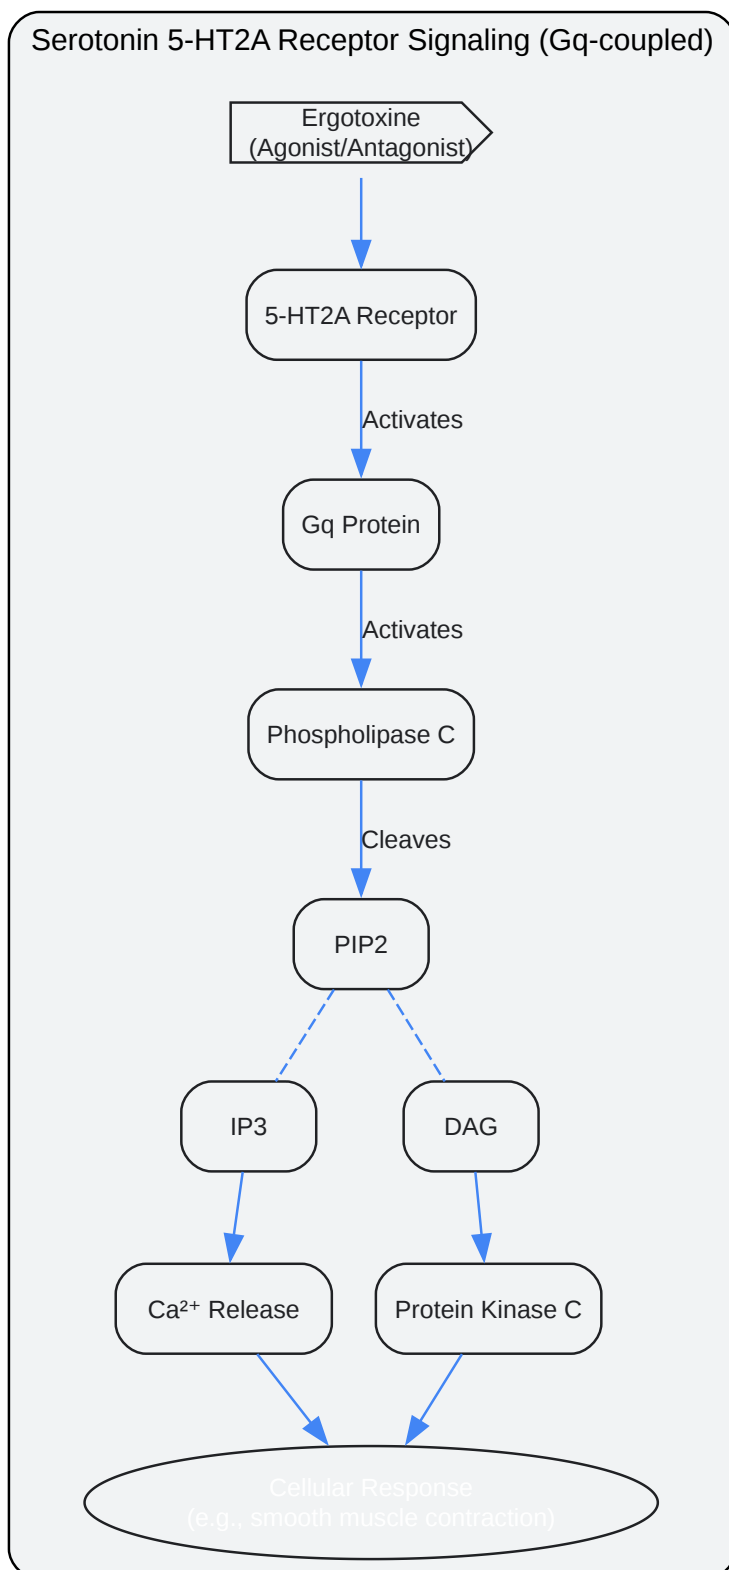 Serotonin 5-HT2A Receptor Signaling (Gq-coupled)
Ergotoxine
(Agonist/Antagonist)
5-HT2A Receptor
Activates
Gq Protein
Activates
Phospholipase C
Cleaves
PIP2
IP3
DAG
Ca²⁺ Release
Protein Kinase C
Cellular Response
(e.g., smooth muscle contraction)